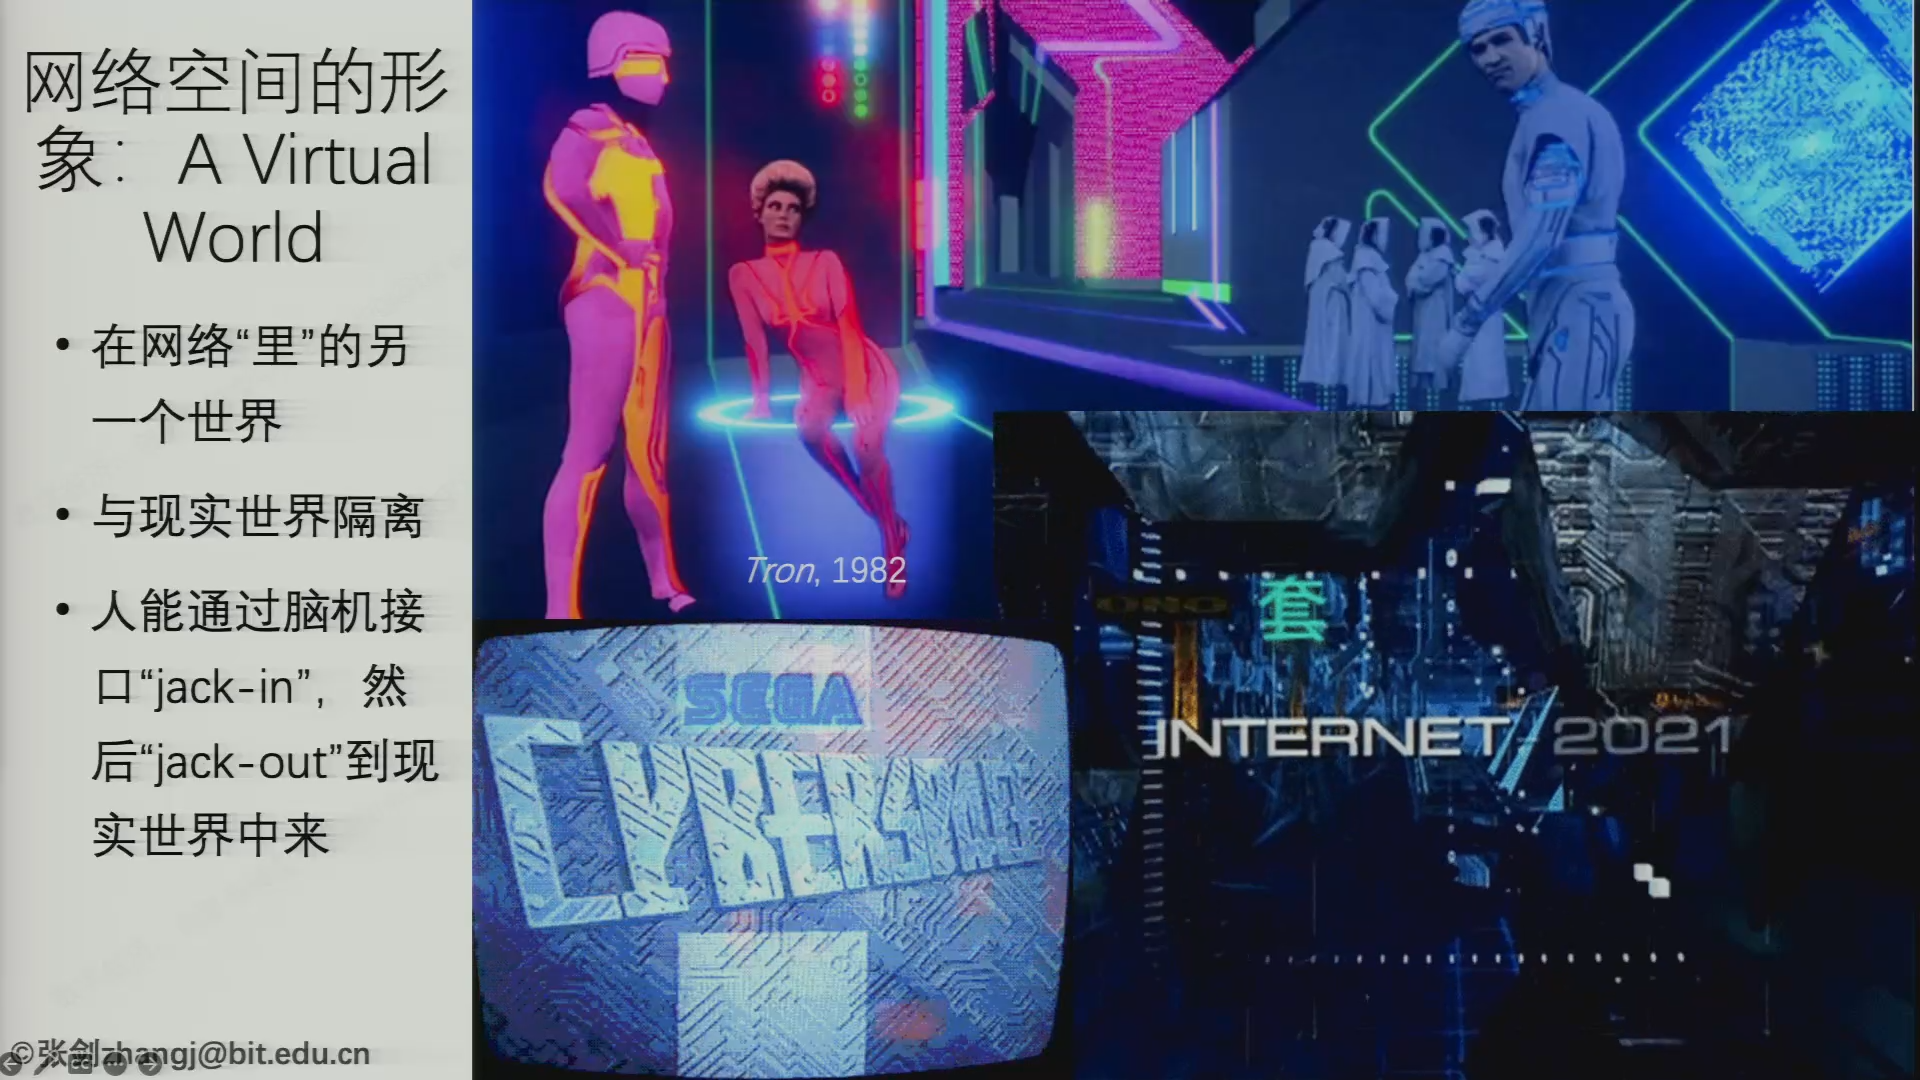 网络空间的形
象： A Virtual
World
• 在网络“里”的另
一个世界
• 与现实世界隔离
• 人能通过脑机接
口“jack-in”，然
后“jack-out”到现
实世界中来
©张剑zhangj@bit.edu.cn
Tron, 1982
SEGA
CYBERSPACE
套
INTERNET 2021